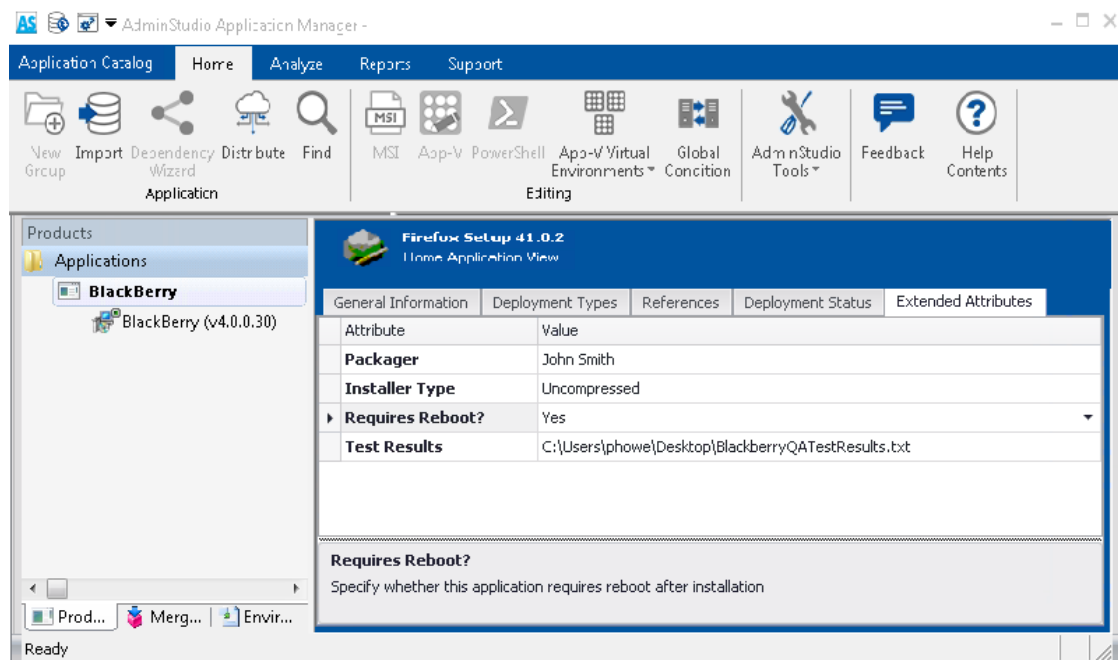 AS AdminStudio Application Manager -
Application Catalog Home Analyze Reports Support
MSI
New Group Import Dependency Wizard Distribute Find MSI App-V PowerShell App-V Virtual Environments Global Condition AdminStudio Tools Feedback Help Contents
Application Editing
Products
Applications
BlackBerry
BlackBerry (v4.0.0.30)
Firefox Setup 41.0.2
Home Application View
General Information Deployment Types References Deployment Status Extended Attributes
Attribute Value
Packager John Smith
Installer Type Uncompressed
Requires Reboot? Yes
Test Results C:\Users\phowe\Desktop\BlackberryQATestResults.txt
Requires Reboot?
Specify whether this application requires reboot after installation
Prod... Merg... Envir...
Ready